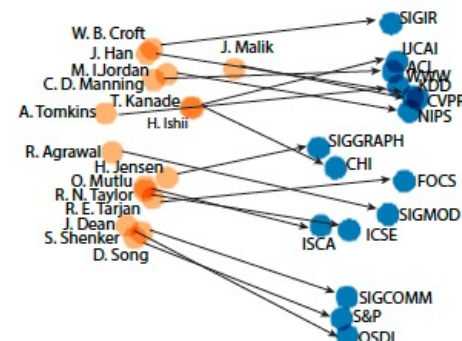 W. B. Croft
J. Han
J. Malik
M. I.Jordan
C. D. Manning
T. Kanade
A. Tomkins
H. Ishii
R. Agrawal
H. Jensen
O. Mutlu
R. N. Taylor
R. E. Tarjan
J. Dean
S. Shenker
D. Song
SIGIR
IJCAI
ACL
WWW
KDD
CVPR
NIPS
SIGGRAPH
CHI
FOCS
SIGMOD
ISCA
ICSE
SIGCOMM
S&P
OSDI